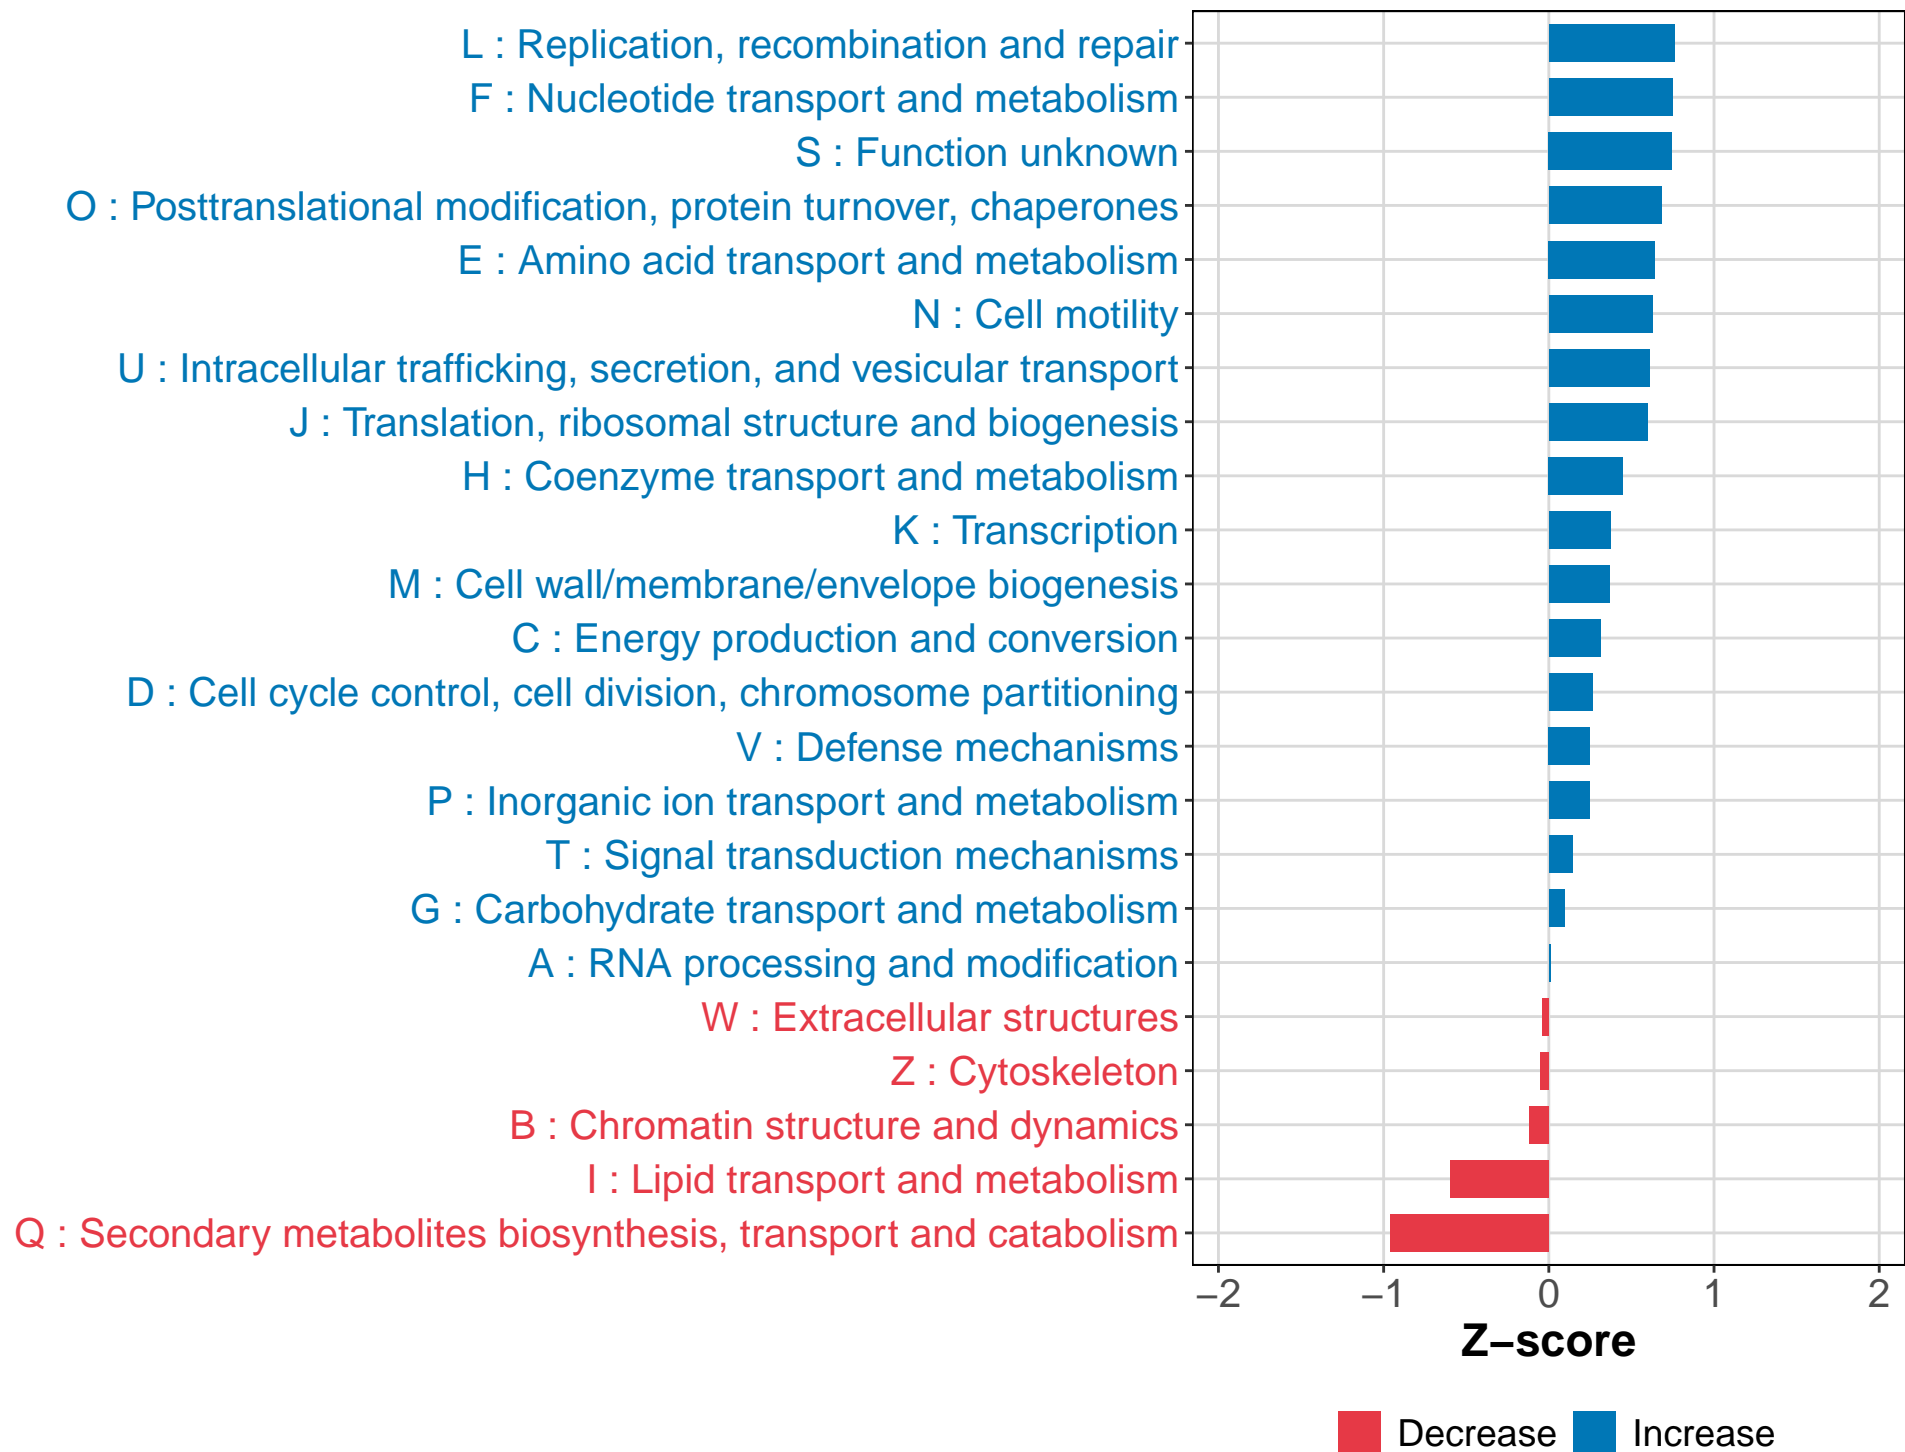 L : Replication, recombination and repair
F : Nucleotide transport and metabolism
S : Function unknown
O : Posttranslational modification, protein turnover, chaperones
E : Amino acid transport and metabolism
N : Cell motility
U : Intracellular trafficking, secretion, and vesicular transport
J : Translation, ribosomal structure and biogenesis
H : Coenzyme transport and metabolism
K : Transcription
M : Cell wall/membrane/envelope biogenesis
C : Energy production and conversion
D : Cell cycle control, cell division, chromosome partitioning
V : Defense mechanisms
P : Inorganic ion transport and metabolism
T : Signal transduction mechanisms
G : Carbohydrate transport and metabolism
A : RNA processing and modification
W : Extracellular structures
Z : Cytoskeleton
B : Chromatin structure and dynamics
I : Lipid transport and metabolism
Q : Secondary metabolites biosynthesis, transport and catabolism
−2 −1 0 1 2
Z−score
Decrease Increase